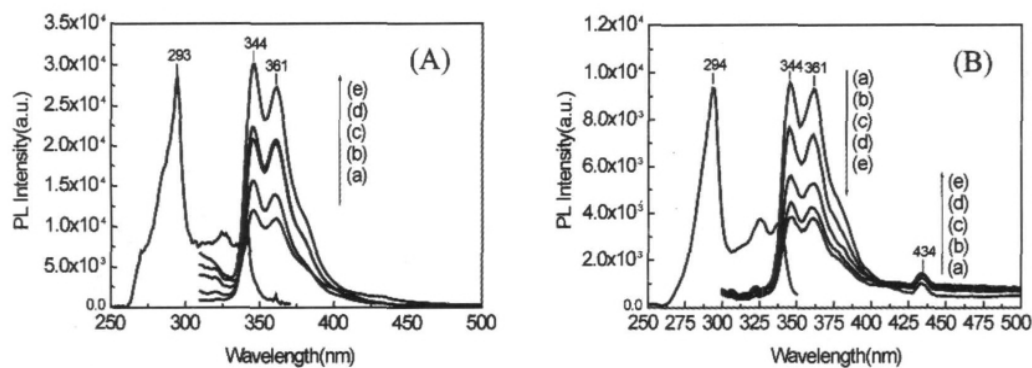 3.5x10⁴
3.0x10⁴
2.5x10⁴
2.0x10⁴
1.5x10⁴
1.0x10⁴
5.0x10³
0.0
PL Intensity(a.u.)
293
344
361
(A)
(e)
(d)
(c)
(b)
(a)
250 300 350 400 450 500
Wavelength(nm)
1.2x10⁴
1.0x10⁴
8.0x10³
6.0x10³
4.0x10³
2.0x10³
0.0
PL Intensity(a.u.)
294
344 361
(B)
(a)
(b)
(c)
(d)
(e)
(e)
(d)
(c)
(b)
(a)
434
250 275 300 325 350 375 400 425 450 475 500
Wavelength(nm)